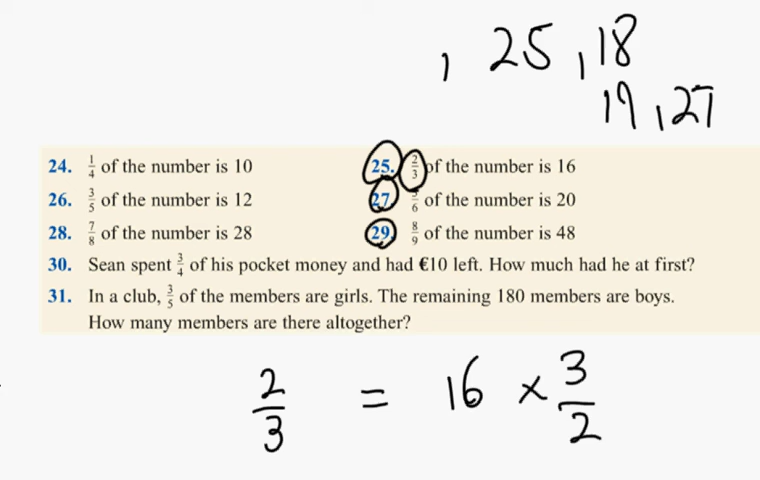 , 25 , 18
19 , 27
24. 1/4 of the number is 10
25. 2/3 of the number is 16
26. 3/5 of the number is 12
27. 5/6 of the number is 20
28. 7/8 of the number is 28
29. 8/9 of the number is 48
30. Sean spent 3/4 of his pocket money and had €10 left. How much had he at first?
31. In a club, 3/5 of the members are girls. The remaining 180 members are boys.
How many members are there altogether?
2/3 = 16 × 3/2